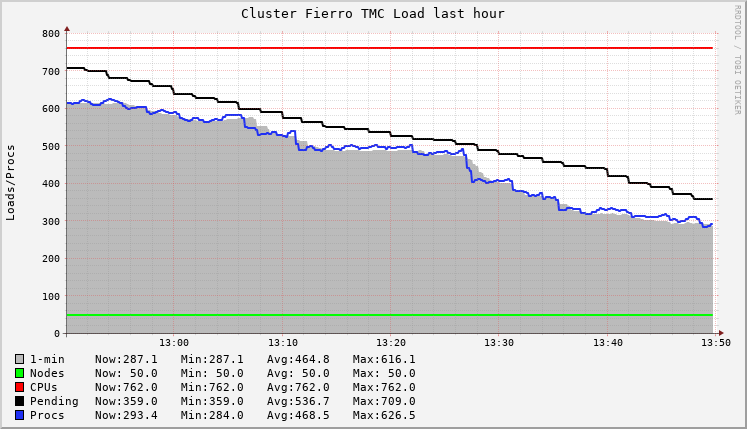 Cluster Fierro TMC Load last hour
RRDTOOL / TOBI OETIKER
Loads/Procs
800
700
600
500
400
300
200
100
0
13:00 13:10 13:20 13:30 13:40 13:50
1-min Now:287.1 Min:287.1 Avg:464.8 Max:616.1
Nodes Now: 50.0 Min: 50.0 Avg: 50.0 Max: 50.0
CPUs Now:762.0 Min:762.0 Avg:762.0 Max:762.0
Pending Now:359.0 Min:359.0 Avg:536.7 Max:709.0
Procs Now:293.4 Min:284.0 Avg:468.5 Max:626.5